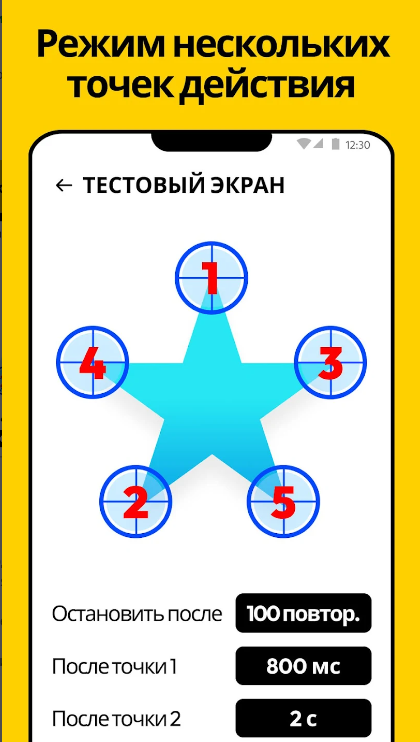 Режим нескольких
точек действия
12:30
← ТЕСТОВЫЙ ЭКРАН
1
4
3
2
5
Остановить после 100 повтор.
После точки 1 800 мс
После точки 2 2 с